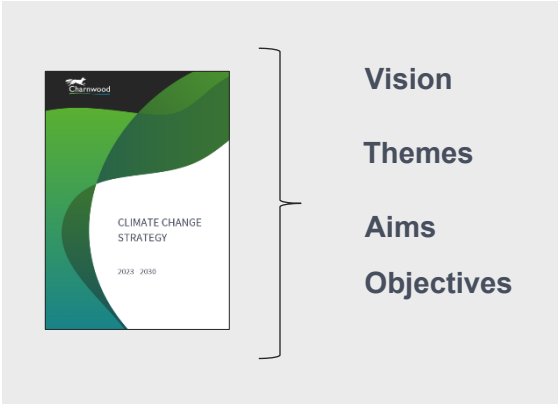 Charnwood
CLIMATE CHANGE
STRATEGY
2023 2030
Vision
Themes
Aims
Objectives